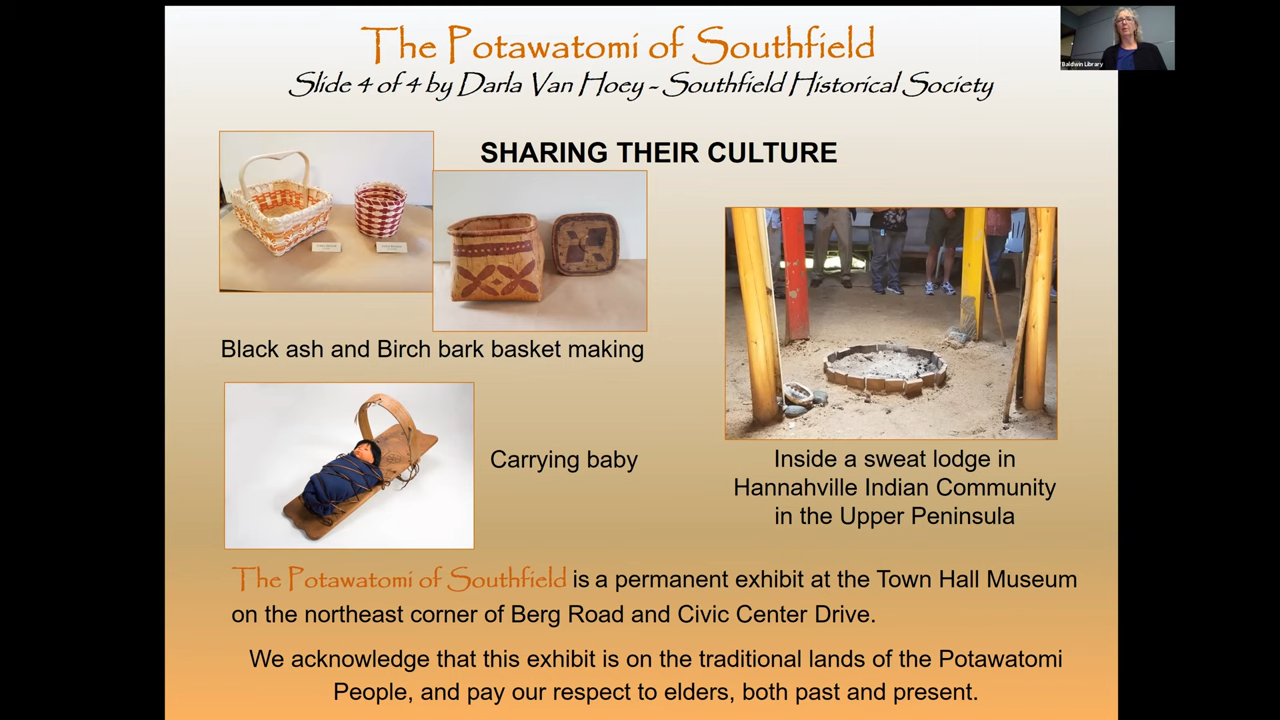 The Potawatomi of Southfield
Slide 4 of 4 by Darla Van Hoey - Southfield Historical Society
Baldwin Library
SHARING THEIR CULTURE
Black ash and Birch bark basket making
Carrying baby
Inside a sweat lodge in
Hannahville Indian Community
in the Upper Peninsula
The Potawatomi of Southfield is a permanent exhibit at the Town Hall Museum
on the northeast corner of Berg Road and Civic Center Drive.
We acknowledge that this exhibit is on the traditional lands of the Potawatomi
People, and pay our respect to elders, both past and present.